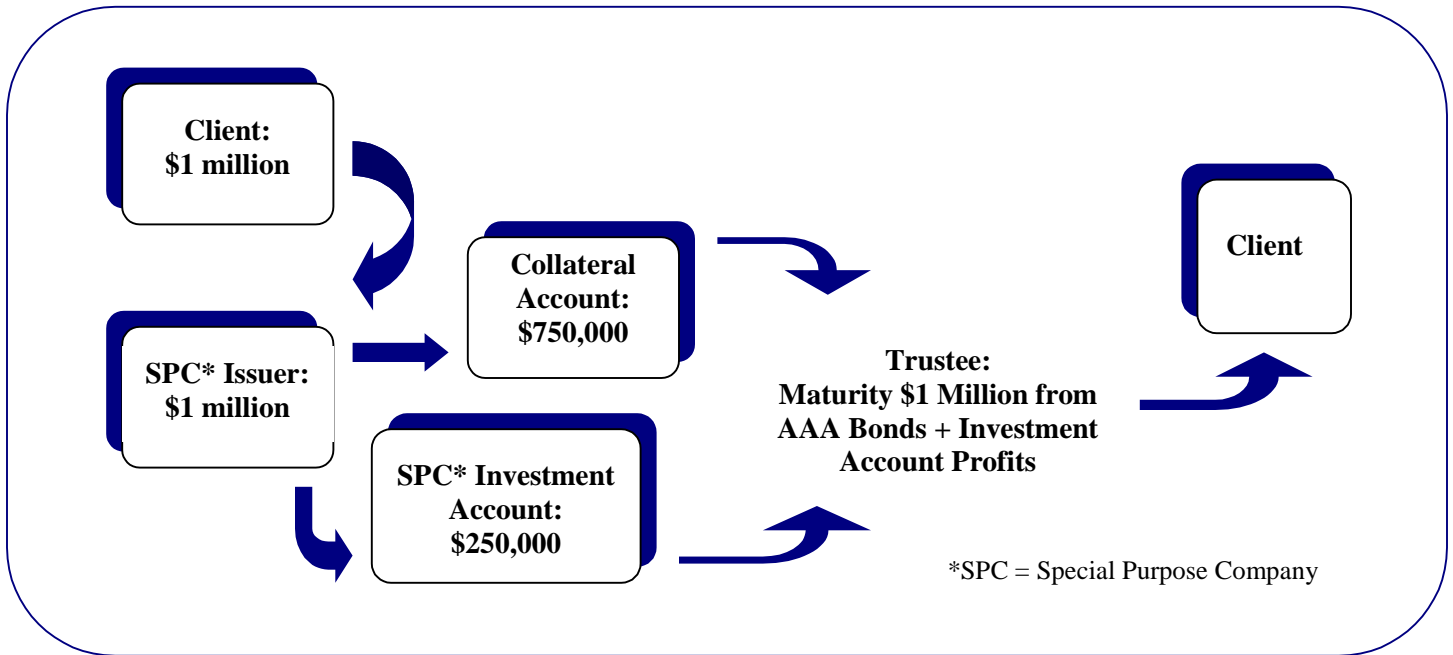 Client:
$1 million
SPC* Issuer:
$1 million
Collateral
Account:
$750,000
SPC* Investment
Account:
$250,000
Trustee:
Maturity $1 Million from
AAA Bonds + Investment
Account Profits
Client
*SPC = Special Purpose Company